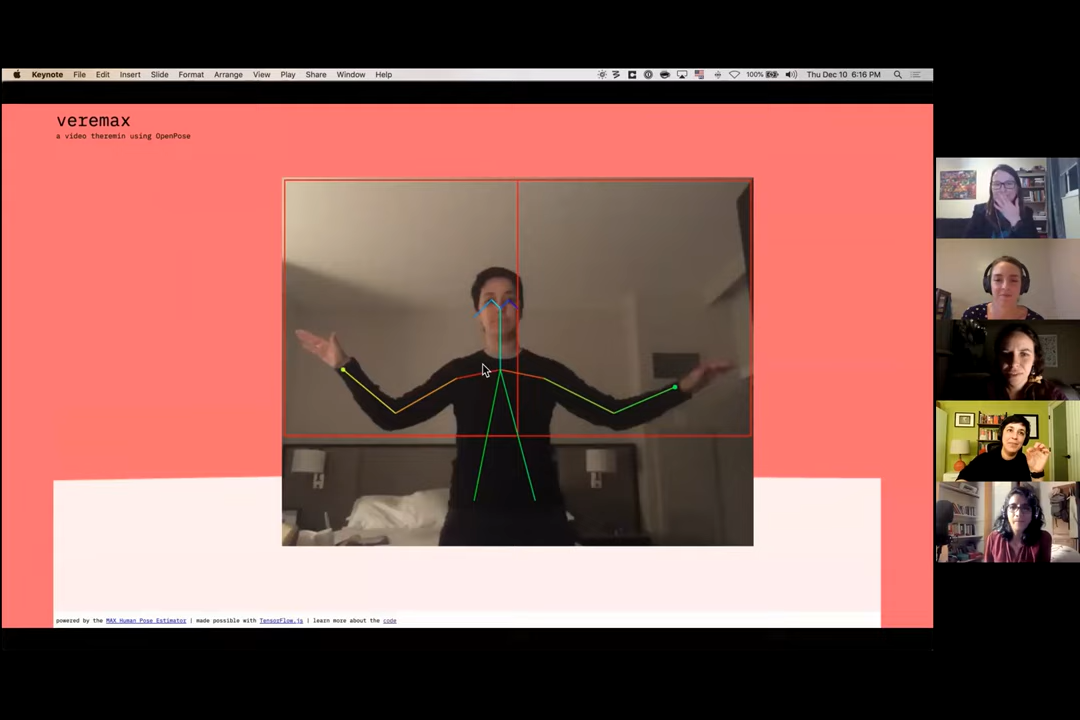 Keynote File Edit Insert Slide Format Arrange View Play Share Window Help 100% Thu Dec 10 6:16 PM
veremax
a video theremin using OpenPose
powered by the MAX Human Pose Estimator | made possible with TensorFlow.js | learn more about the code